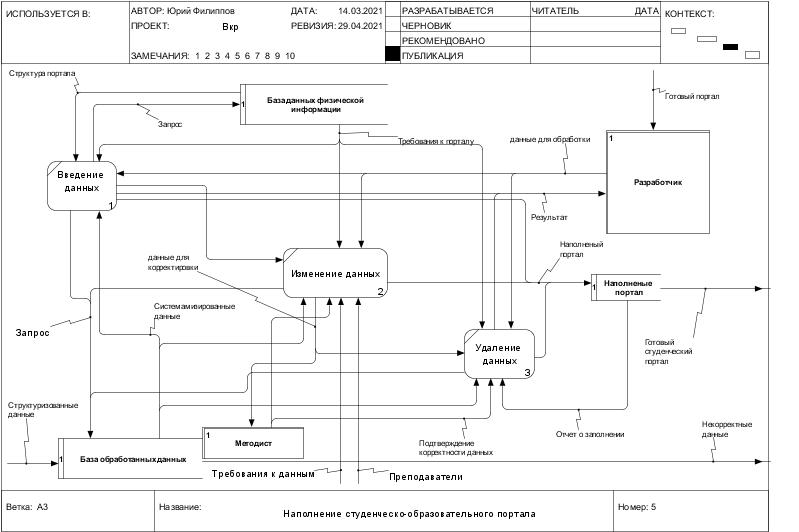 ИСПОЛЬЗУЕТСЯ В:
АВТОР: Юрий Филиппов
ДАТА: 14.03.2021
ПРОЕКТ: Вкр
РЕВИЗИЯ: 29.04.2021
ЗАМЕЧАНИЯ: 1 2 3 4 5 6 7 8 9 10
РАЗРАБАТЫВАЕТСЯ
ЧЕРНОВИК
РЕКОМЕНДОВАНО
ПУБЛИКАЦИЯ
ЧИТАТЕЛЬ
ДАТА
КОНТЕКСТ:
Структура портала
1
База данных физической
информации
Готовый портал
Запрос
Требования к порталу
данные для обработки
1
Разработчик
Введение
данных
1
Результат
данные для
корректировки
Наполненый
портал
Изменение данных
2
1
Наполненые
портал
Системамизированные
данные
Запрос
Готовый
студенческий
портал
Удаление
данных
3
Структуризованные
данные
1
Методист
Подтверждение
корректности данных
Отчет о заполнении
Некорректные
данные
1
База обработанных данных
Требования к данным
Преподаватели
Ветка: А3
Название:
Наполнение студенческо-образовательного портала
Номер: 5